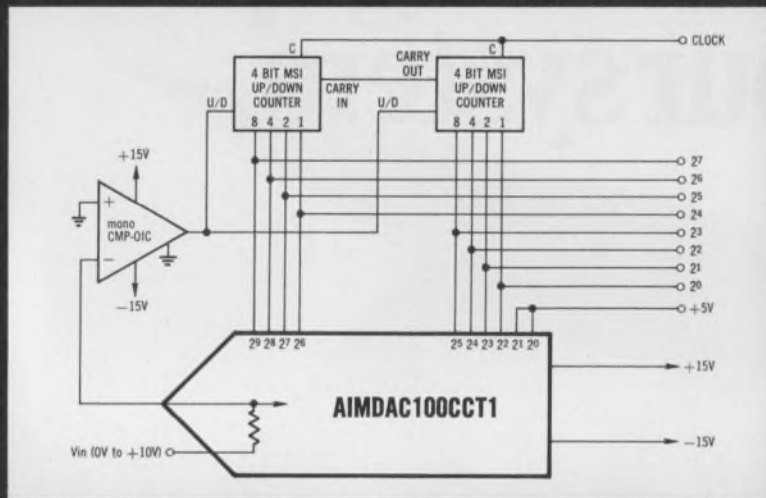 C
CLOCK
CARRY
OUT
C
4 BIT MSI
UP/DOWN
COUNTER
8 4 2 1
U/D
CARRY
IN
U/D
4 BIT MSI
UP/DOWN
COUNTER
8 4 2 1
+15V
+
mono
CMP-01C
−
−15V
27
26
25
24
23
22
21
20
+5V
29 28 27 26
25 24 23 22 21 20
+15V
AIMDAC100CCT1
−15V
Vin (0V to +10V)